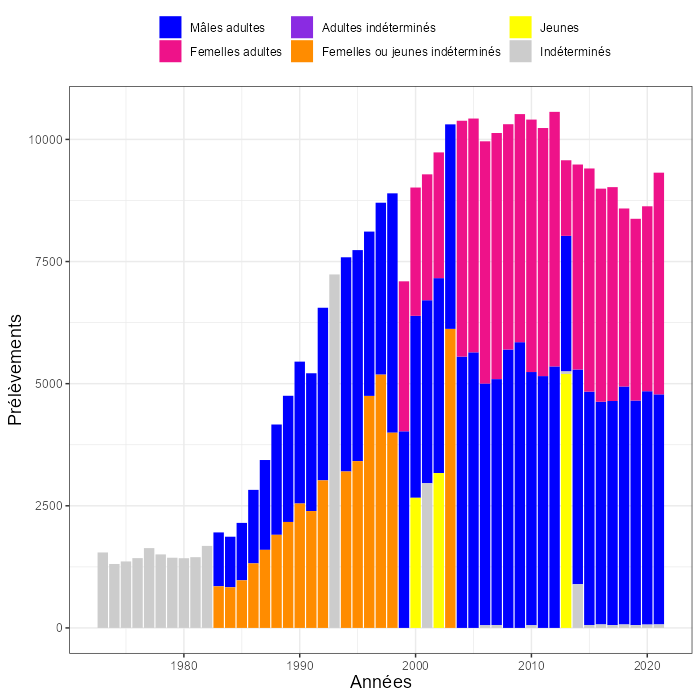 Mâles adultes Adultes indéterminés Jeunes
Femelles adultes Femelles ou jeunes indéterminés Indéterminés
10000
7500
5000
2500
0
Prélèvements
1980 1990 2000 2010 2020
Années